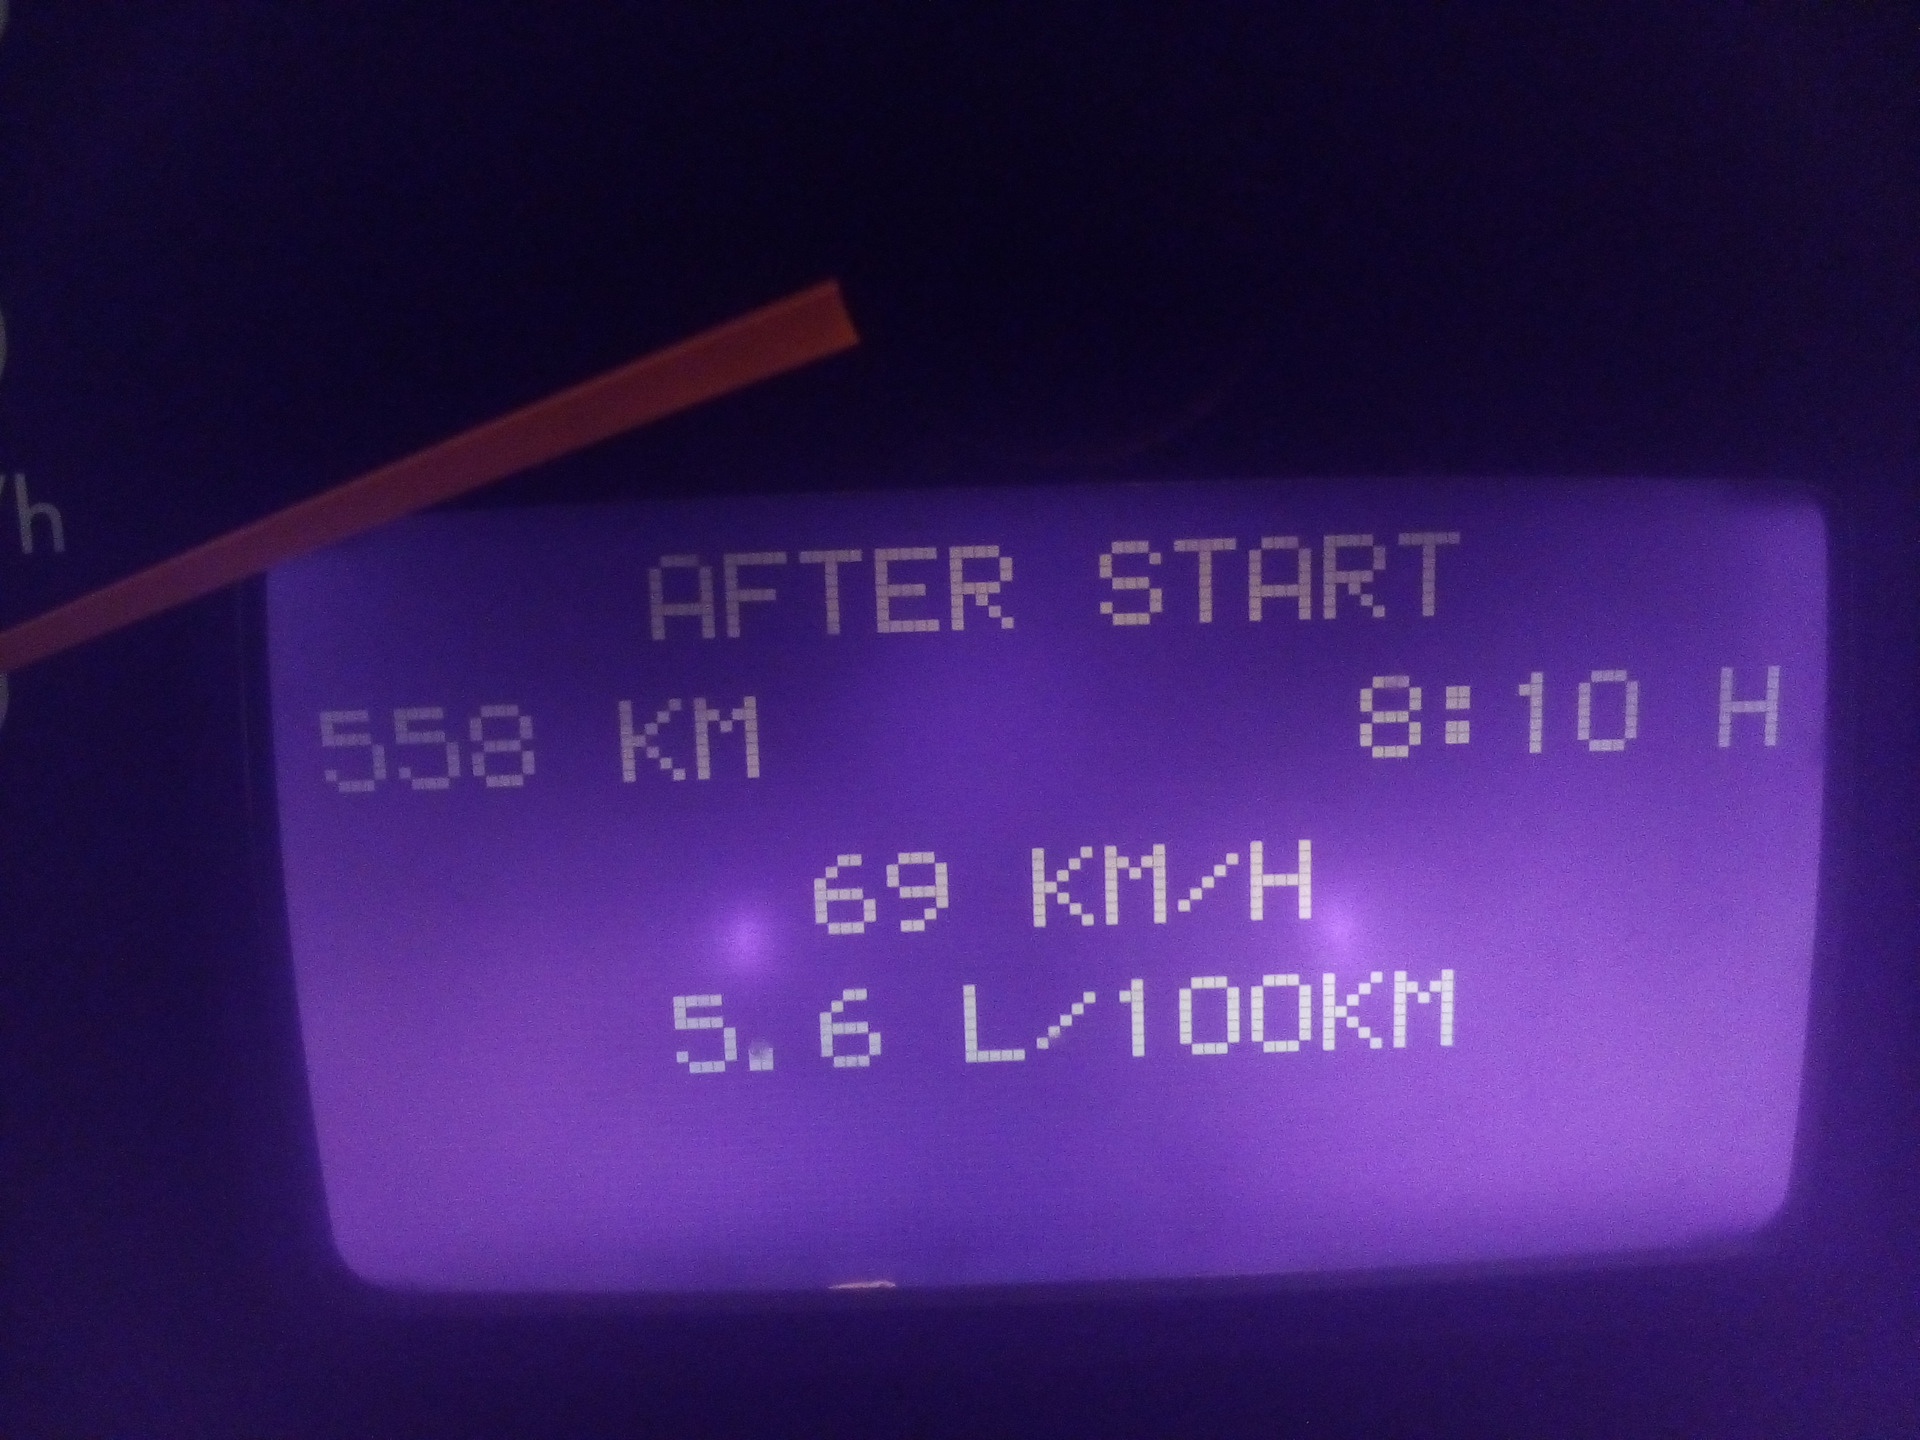 /h
AFTER START
558 KM 8:10 H
69 KM/H
5.6 L/100KM